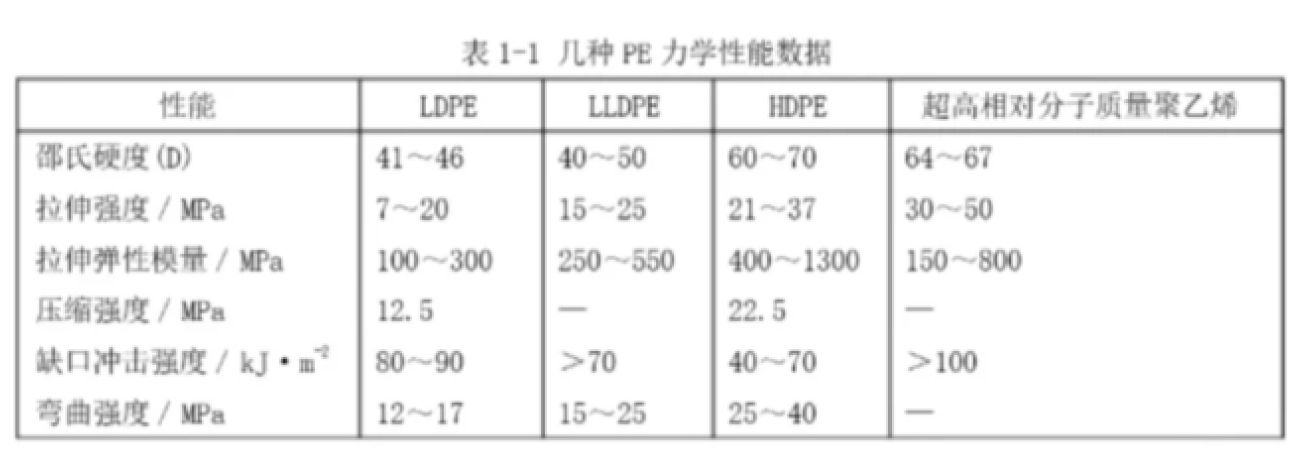 表 1-1 几种 PE 力学性能数据
性能 LDPE LLDPE HDPE 超高相对分子质量聚乙烯
邵氏硬度(D) 41～46 40～50 60～70 64～67
拉伸强度 / MPa 7～20 15～25 21～37 30～50
拉伸弹性模量 / MPa 100～300 250～550 400～1300 150～800
压缩强度 / MPa 12.5 — 22.5 —
缺口冲击强度 / kJ·m⁻² 80～90 >70 40～70 >100
弯曲强度 / MPa 12～17 15～25 25～40 —